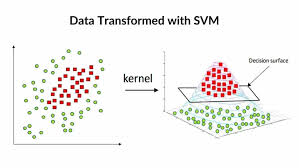 Data Transformed with SVM
Decision surface
kernel